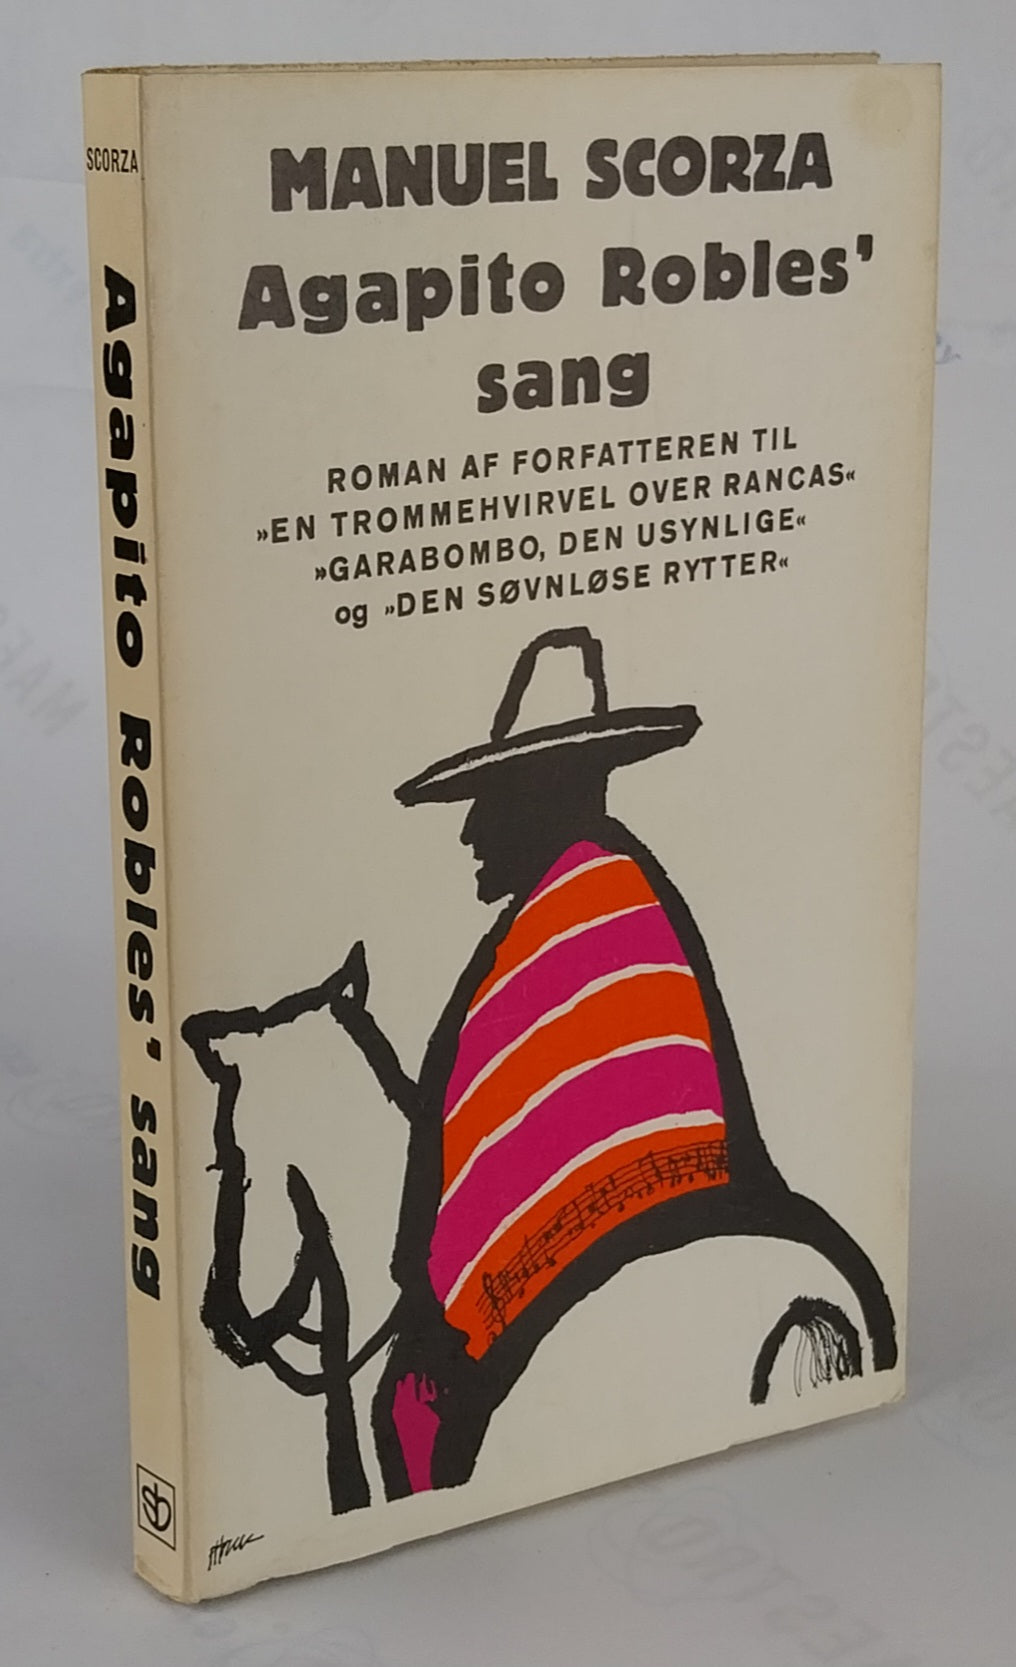 SCORZA
Agapito Robles' sang
MANUEL SCORZA
Agapito Robles'
sang
ROMAN AF FORFATTEREN TIL
»EN TROMMEHVIRVEL OVER RANCAS«
»GARABOMBO, DEN USYNLIGE«
og »DEN SØVNLØSE RYTTER«